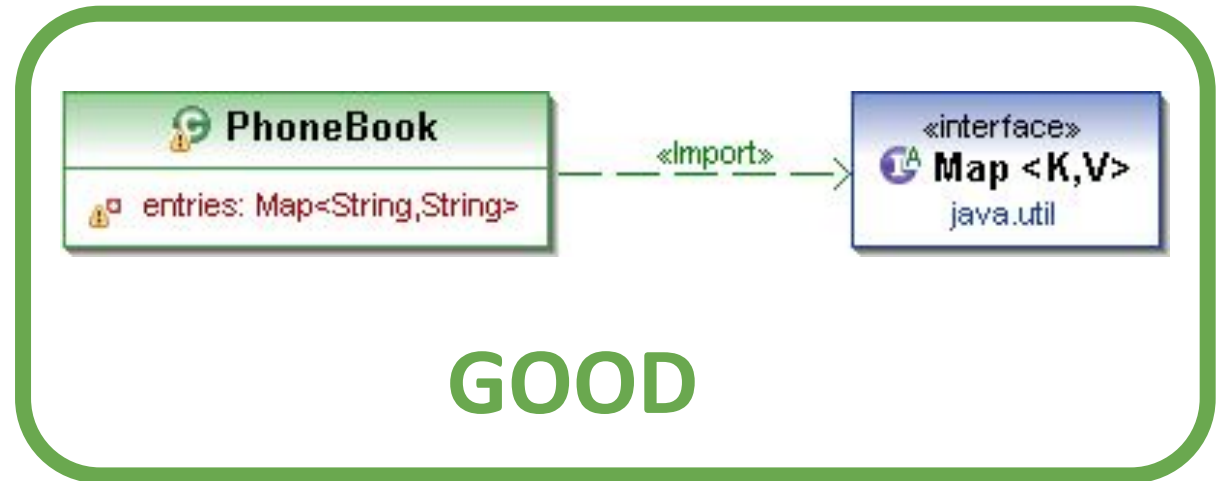 PhoneBook
entries: Map<String,String>
«Import»
«interface»
Map <K,V>
java.util
GOOD